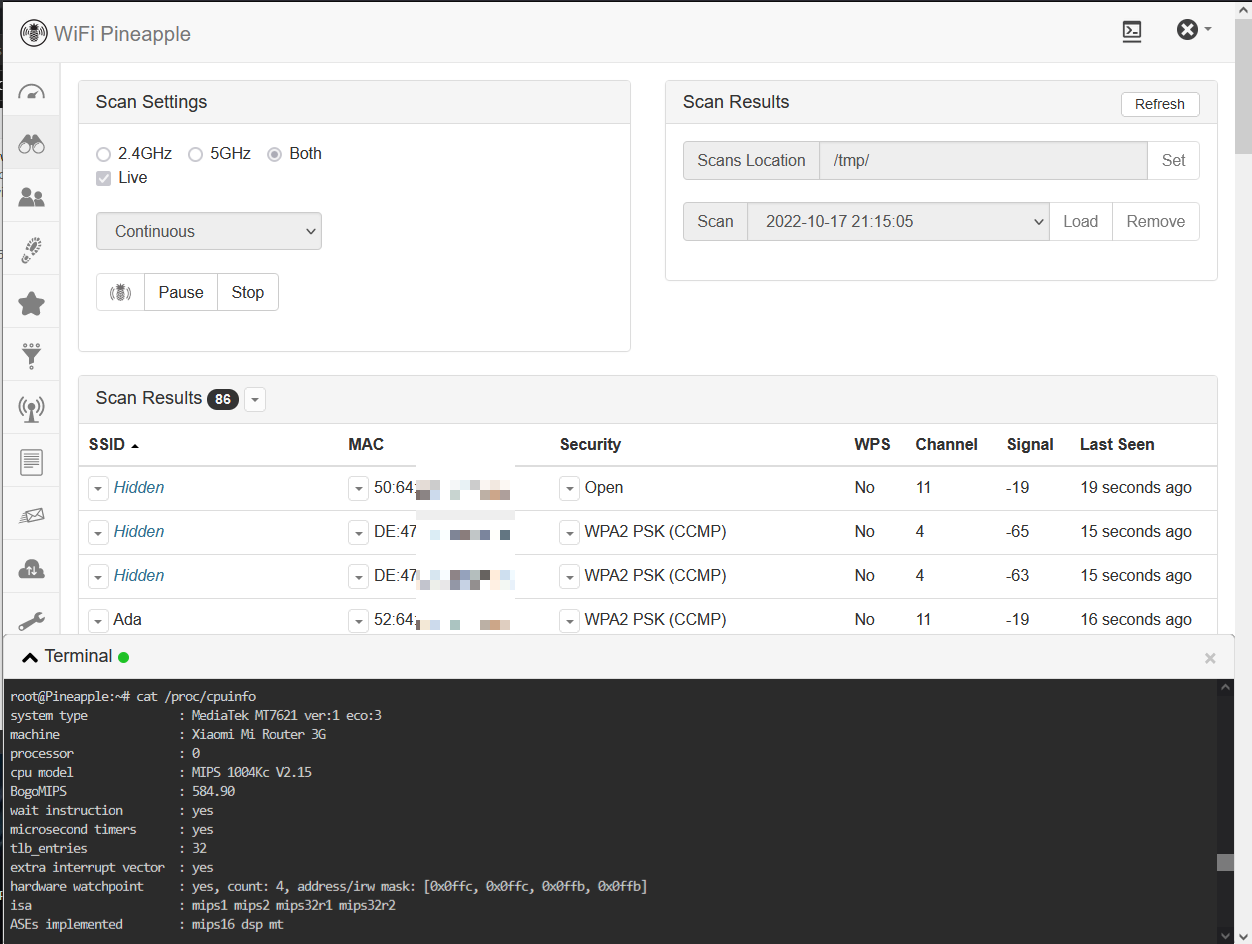 WiFi Pineapple
Scan Settings
2.4GHz 5GHz Both
Live
Continuous
Pause Stop
Scan Results Refresh
Scans Location /tmp/ Set
Scan 2022-10-17 21:15:05 Load Remove
Scan Results 86
SSID MAC Security WPS Channel Signal Last Seen
Hidden 50:64: Open No 11 -19 19 seconds ago
Hidden DE:47 WPA2 PSK (CCMP) No 4 -65 15 seconds ago
Hidden DE:47 WPA2 PSK (CCMP) No 4 -63 15 seconds ago
Ada 52:64: WPA2 PSK (CCMP) No 11 -19 16 seconds ago
Terminal
root@Pineapple:~# cat /proc/cpuinfo
system type : MediaTek MT7621 ver:1 eco:3
machine : Xiaomi Mi Router 3G
processor : 0
cpu model : MIPS 1004Kc V2.15
BogoMIPS : 584.90
wait instruction : yes
microsecond timers : yes
tlb_entries : 32
extra interrupt vector : yes
hardware watchpoint : yes, count: 4, address/irw mask: [0x0ffc, 0x0ffc, 0x0ffb, 0x0ffb]
isa : mips1 mips2 mips32r1 mips32r2
ASEs implemented : mips16 dsp mt